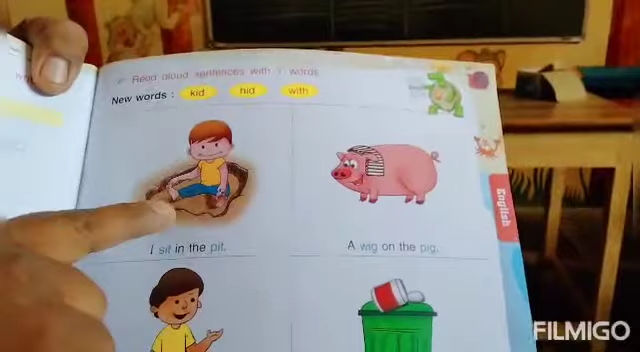 Read aloud sentences with i words
New words : kid hid with
I sit in the pit.
A wig on the pig.
English
FILMIGO